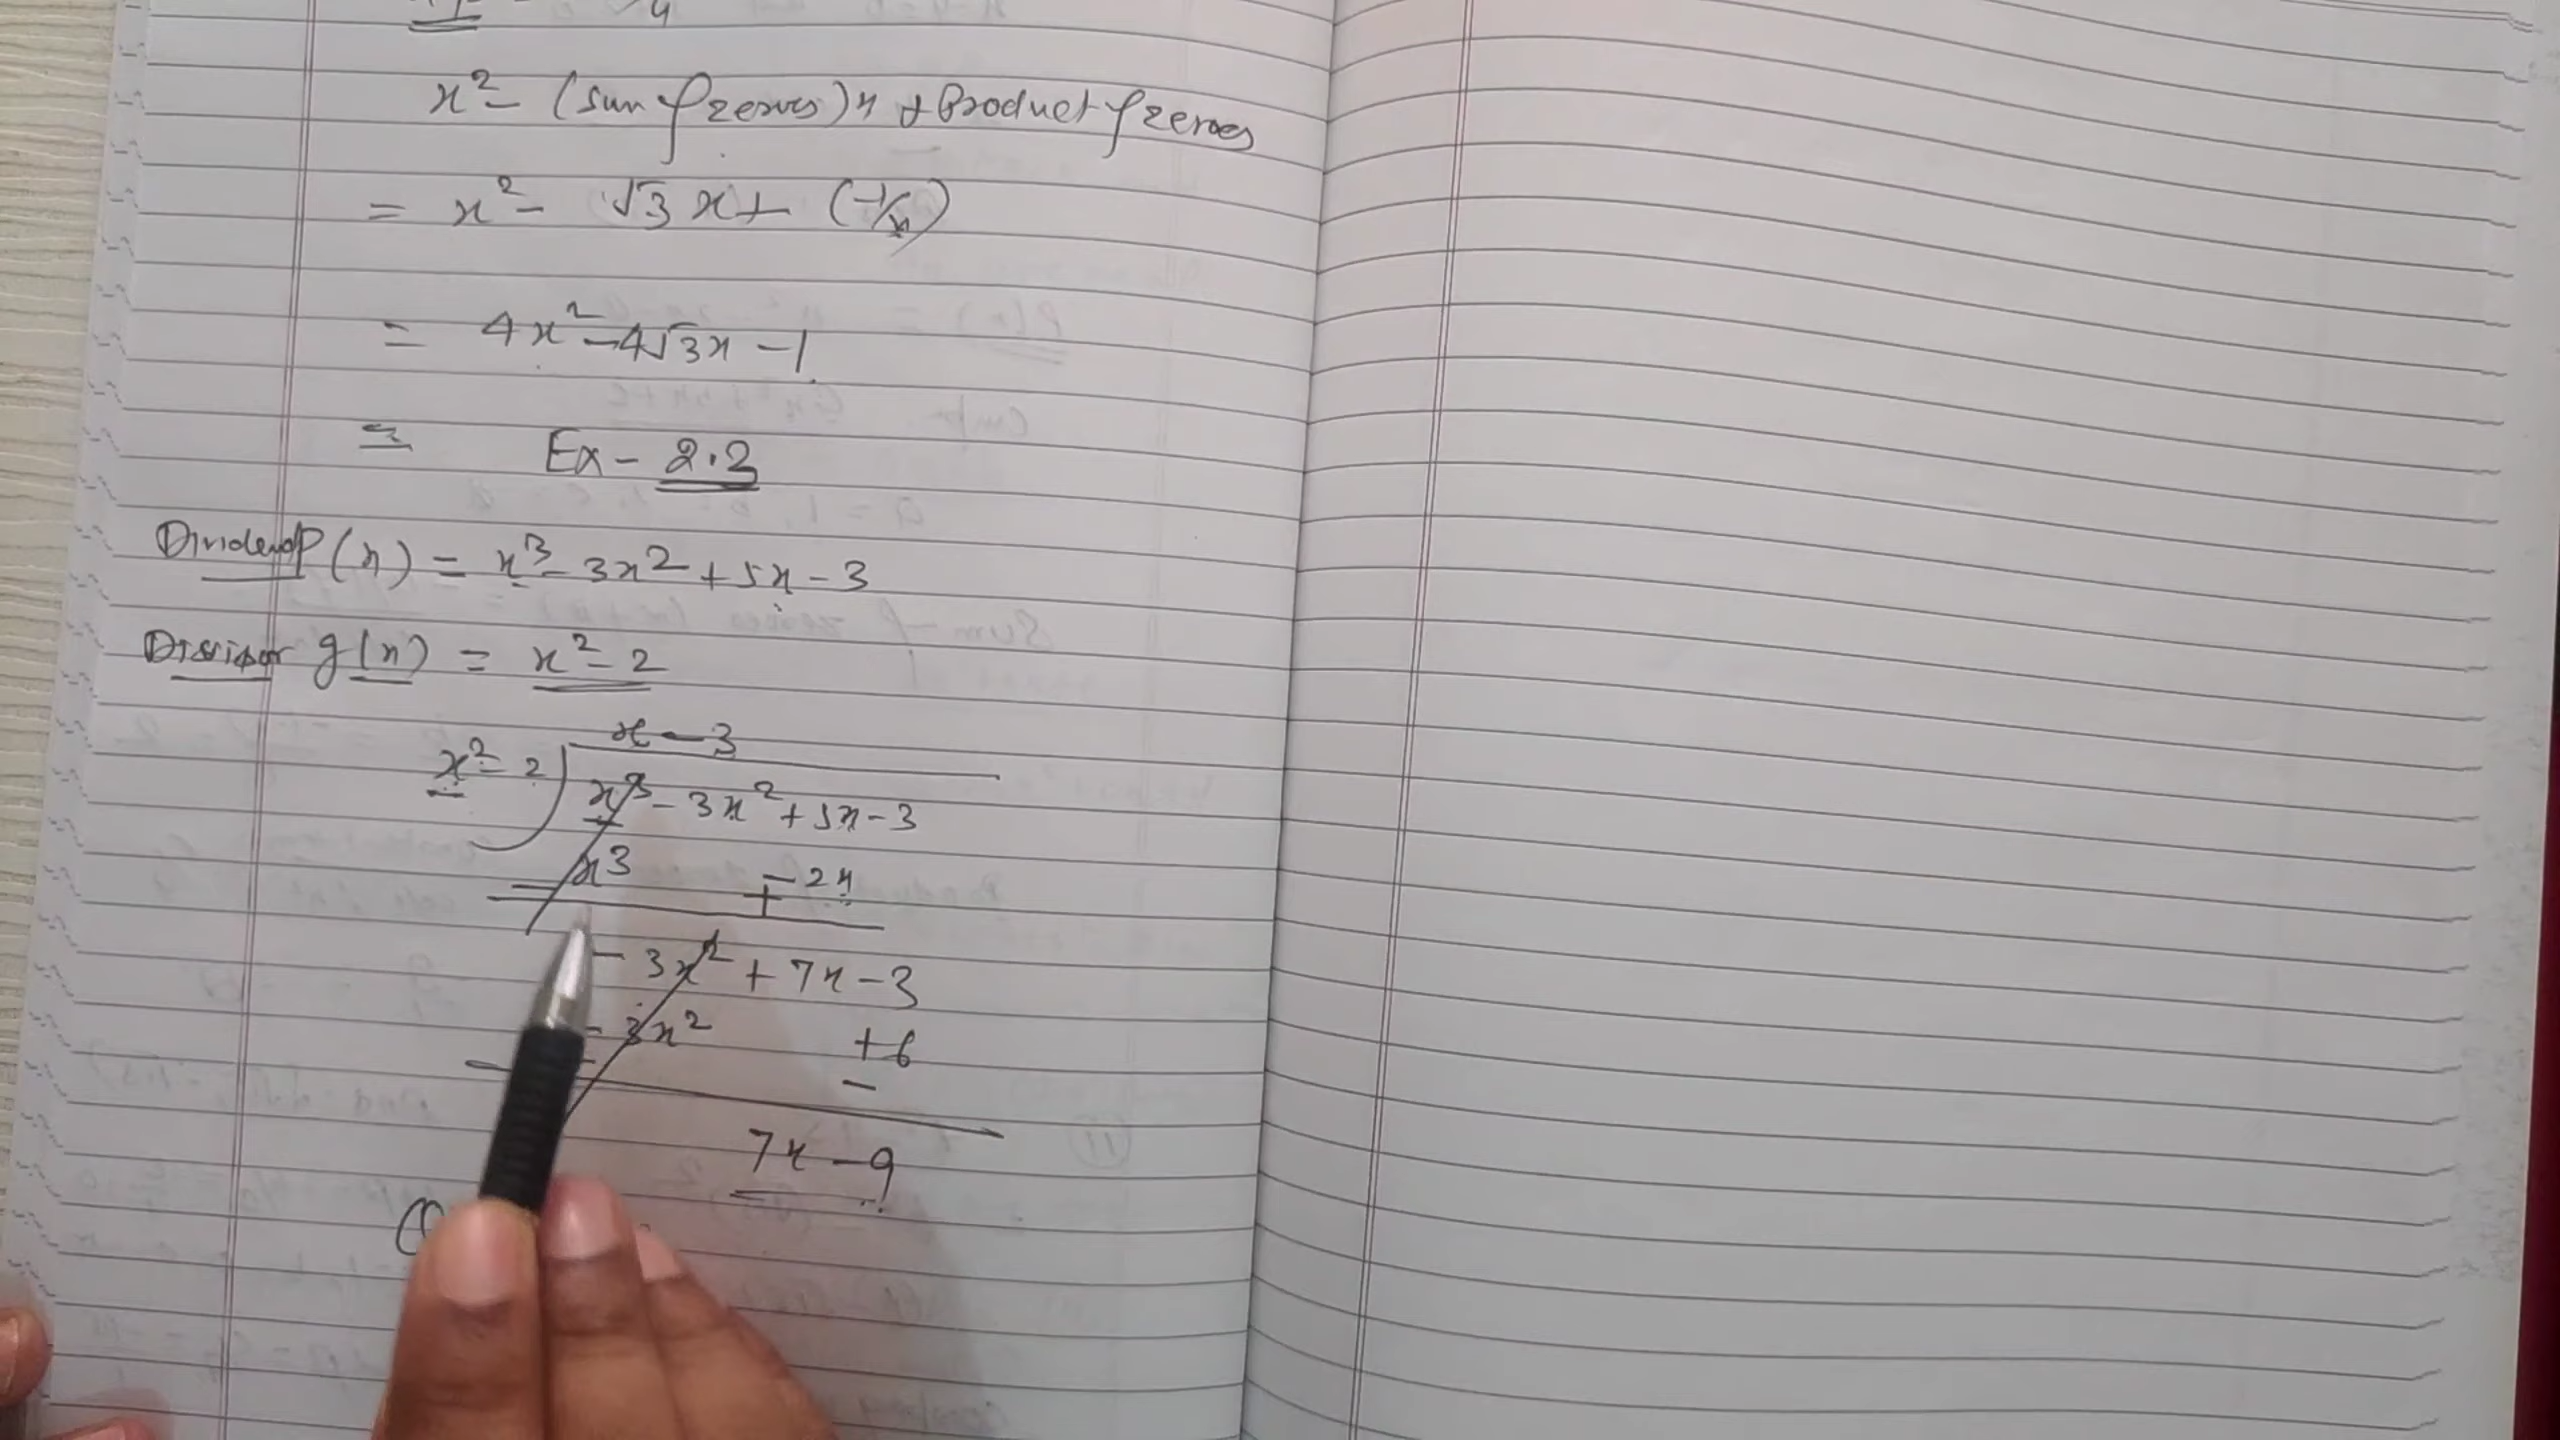 4
x² - (sum of zeroes)x + Product of zeroes
= x² - √3 x + (-1/4)
= 4x² - 4√3x - 1
= Ex - 2.3
Dividend P(x) = x³ - 3x² + 5x - 3
Divisor g(x) = x² - 2
x - 3
x² - 2 ) x³ - 3x² + 5x - 3
x³ - 2x
- +
- 3x² + 7x - 3
- 3x² + 6
-
7x - 9